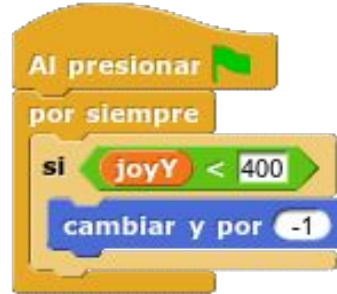 Al presionar
por siempre
si joyY < 400
cambiar y por -1